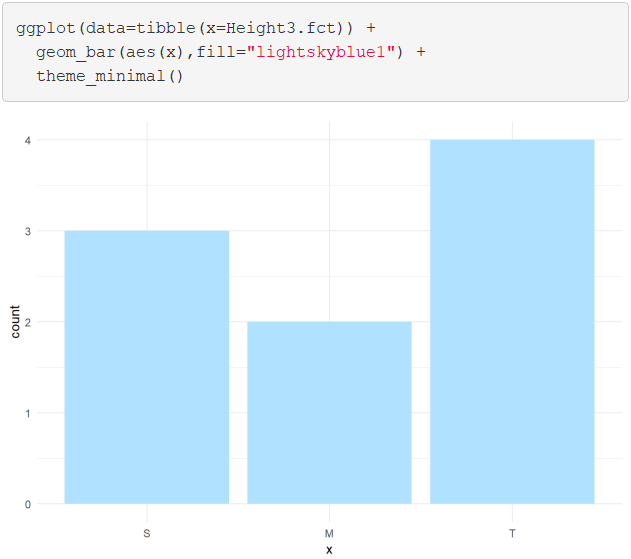 ggplot(data=tibble(x=Height3.fct)) +
  geom_bar(aes(x),fill="lightskyblue1") +
  theme_minimal()
4
3
2
1
0
count
S M T
x